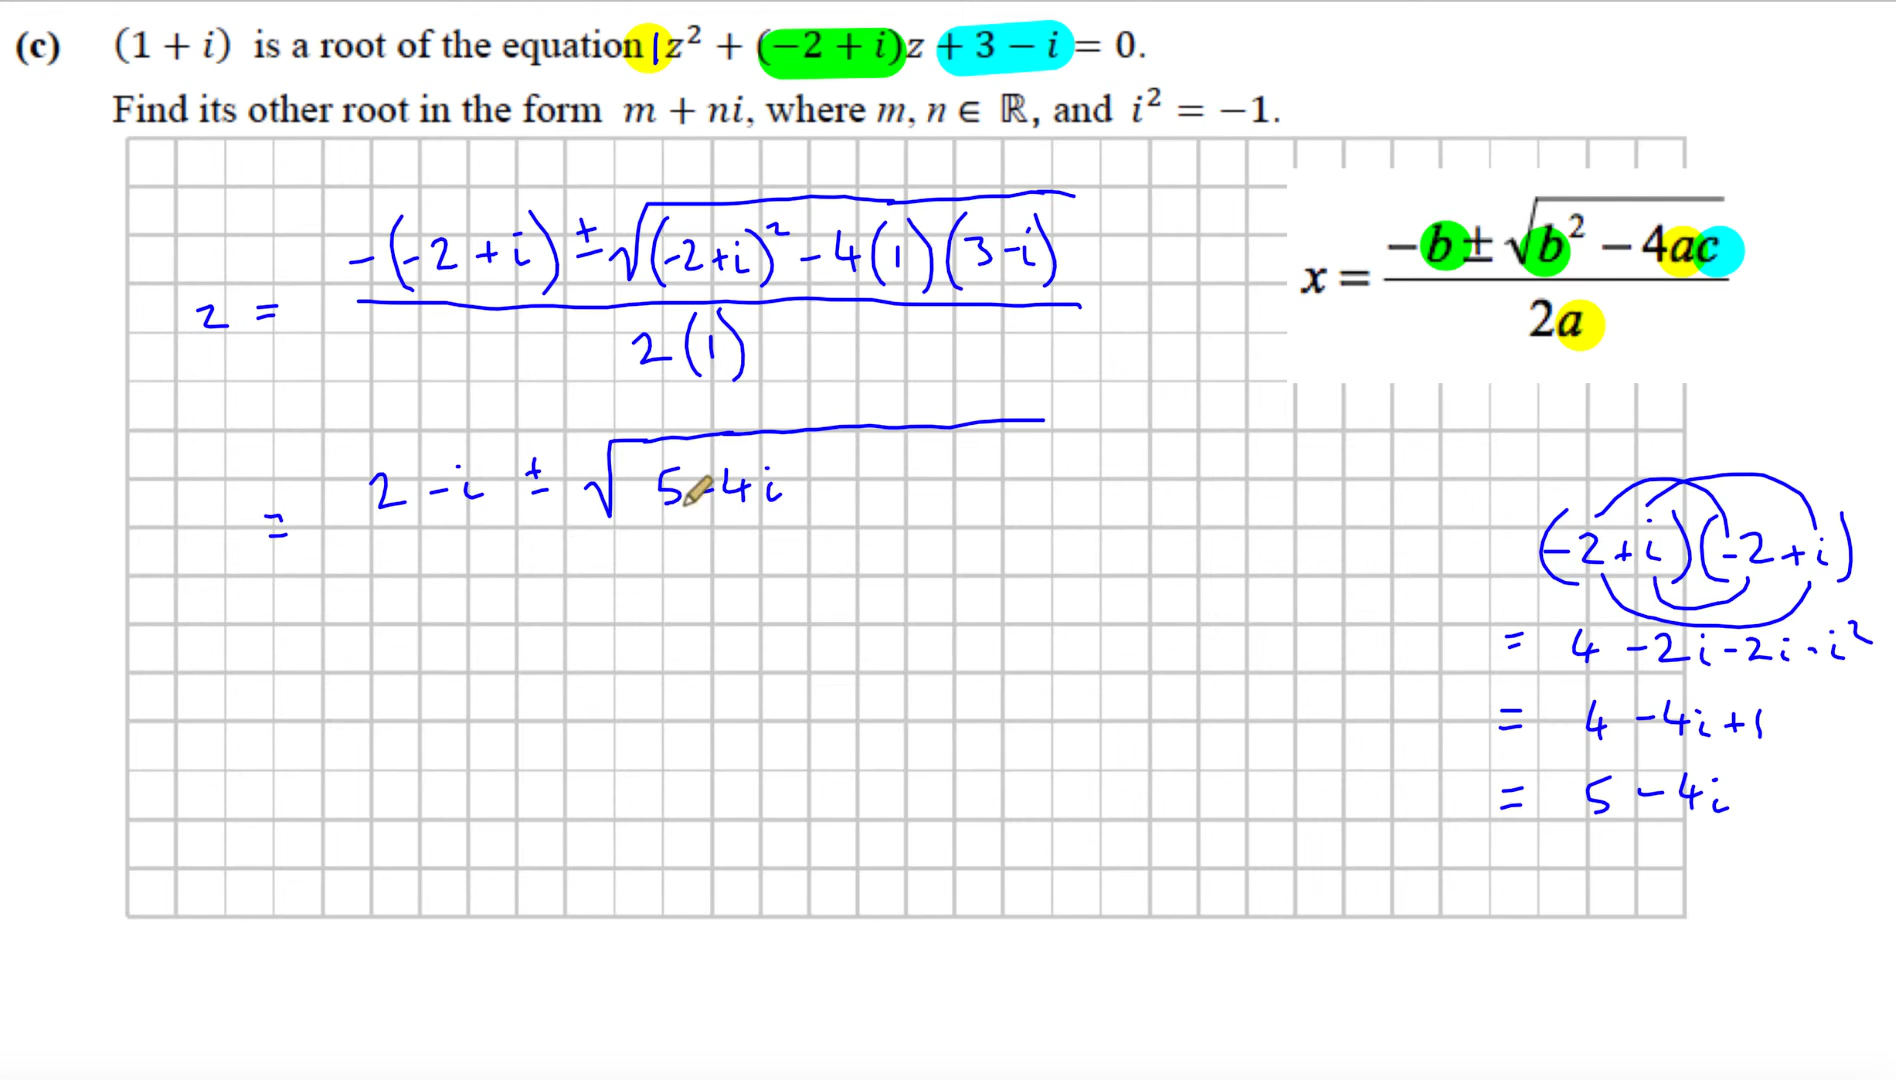 (c) (1 + i) is a root of the equation 1z² + (−2 + i)z + 3 − i = 0.
Find its other root in the form m + ni, where m, n ∈ ℝ, and i² = −1.
z = (-(-2+i) ± √((-2+i)² - 4(1)(3-i))) / 2(1)
x = (−b ± √(b² − 4ac)) / 2a
= 2 - i ± √(5 - 4i)
(-2+i)(-2+i)
= 4 - 2i - 2i - i²
= 4 - 4i + 1
= 5 - 4i